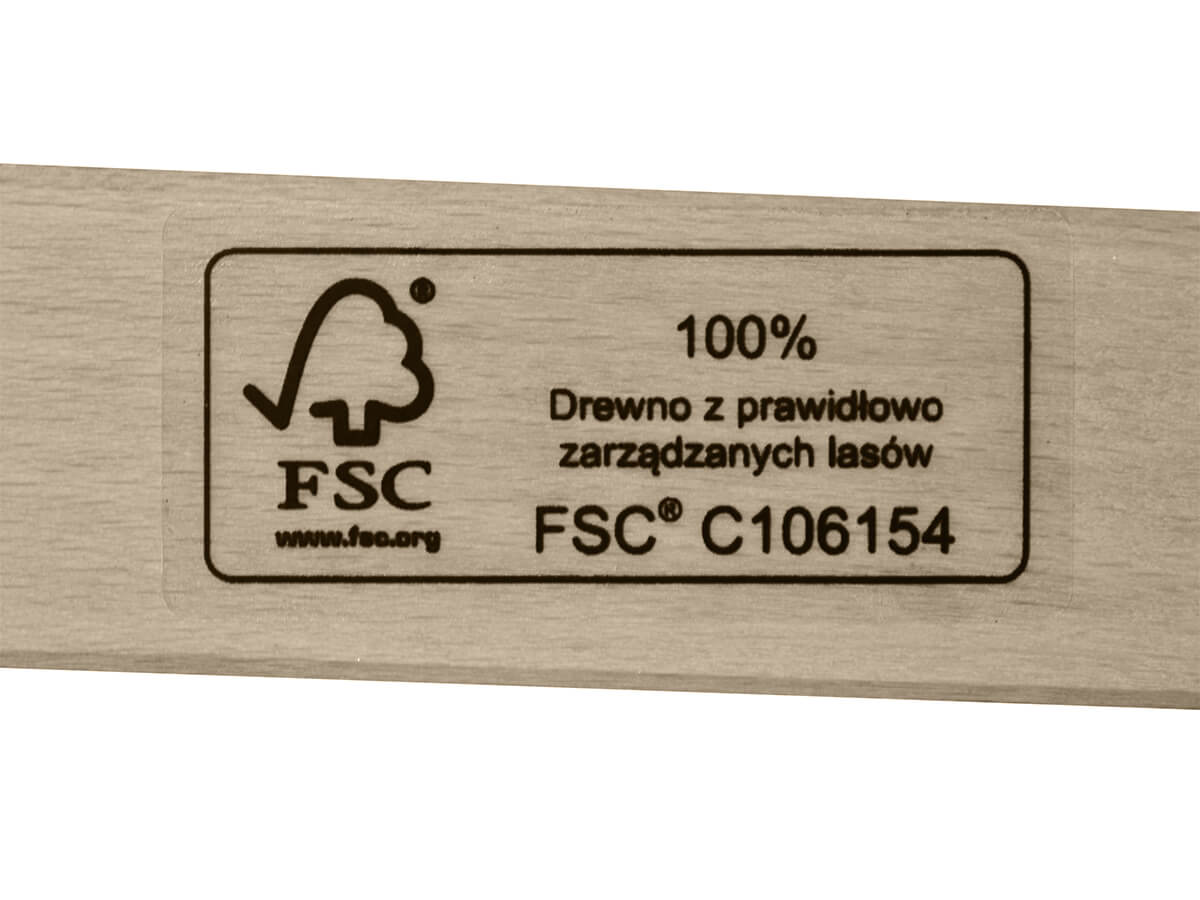 ®
FSC
www.fsc.org
100%
Drewno z prawidłowo
zarządzanych lasów
FSC® C106154